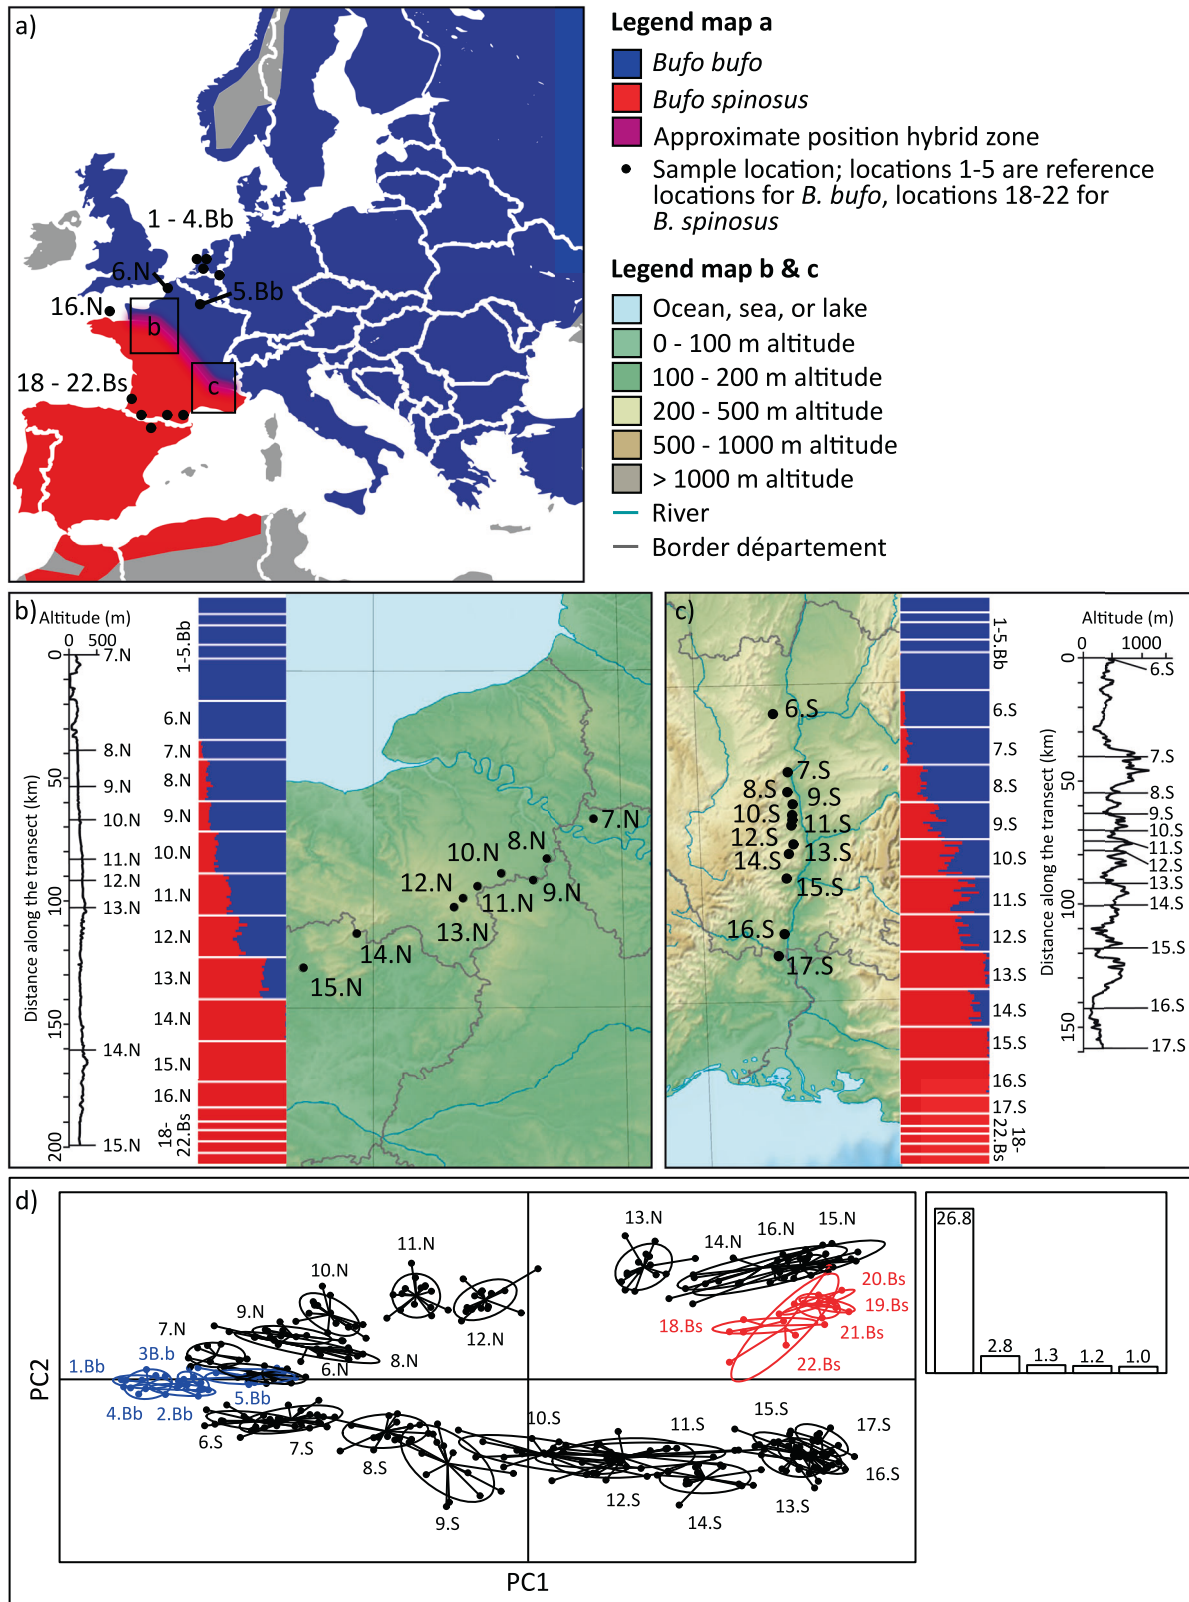 a)
1 - 4.Bb
6.N
5.Bb
16.N
b
c
18 - 22.Bs
Legend map a
Bufo bufo
Bufo spinosus
Approximate position hybrid zone
Sample location; locations 1-5 are reference
locations for B. bufo, locations 18-22 for
B. spinosus
Legend map b & c
Ocean, sea, or lake
0 - 100 m altitude
100 - 200 m altitude
200 - 500 m altitude
500 - 1000 m altitude
> 1000 m altitude
River
Border département
b)
Altitude (m)
0 500
Distance along the transect (km)
0
50
100
150
200
7.N
8.N
9.N
10.N
11.N
12.N
13.N
14.N
15.N
1-5.Bb
6.N
7.N
8.N
9.N
10.N
11.N
12.N
13.N
14.N
15.N
16.N
18-
22.Bs
7.N
8.N
10.N
9.N
12.N
11.N
13.N
14.N
15.N
c)
6.S
7.S
8.S
9.S
10.S
11.S
12.S
13.S
14.S
15.S
16.S
17.S
1-5.Bb
6.S
7.S
8.S
9.S
10.S
11.S
12.S
13.S
14.S
15.S
16.S
17.S
18-
22.Bs
Altitude (m)
0 1000
Distance along the transect (km)
0
50
100
150
6.S
7.S
8.S
9.S
10.S
11.S
12.S
13.S
14.S
15.S
16.S
17.S
d)
PC2
PC1
13.N
14.N
16.N
15.N
11.N
10.N
9.N
12.N
7.N
8.N
6.N
3B.b
1.Bb
4.Bb
2.Bb
5.Bb
20.Bs
19.Bs
18.Bs
21.Bs
22.Bs
6.S
7.S
8.S
9.S
10.S
11.S
12.S
14.S
15.S
17.S
16.S
13.S
26.8
2.8
1.3
1.2
1.0